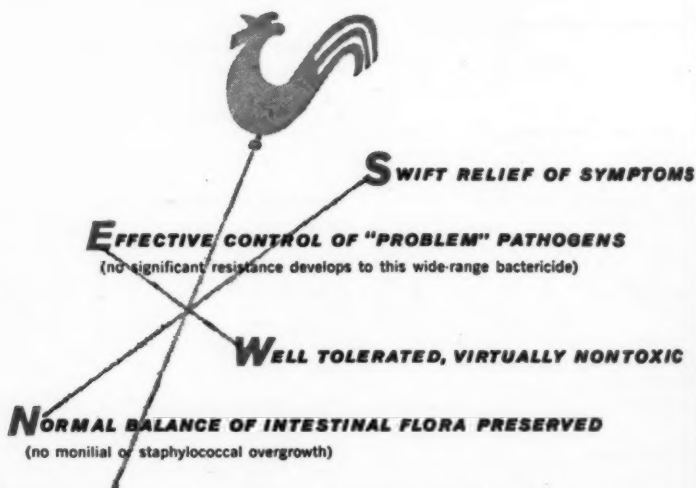 SWIFT RELIEF OF SYMPTOMS
EFFECTIVE CONTROL OF "PROBLEM" PATHOGENS
(no significant resistance develops to this wide-range bactericide)
WELL TOLERATED, VIRTUALLY NONTOXIC
NORMAL BALANCE OF INTESTINAL FLORA PRESERVED
(no monilial or staphylococcal overgrowth)